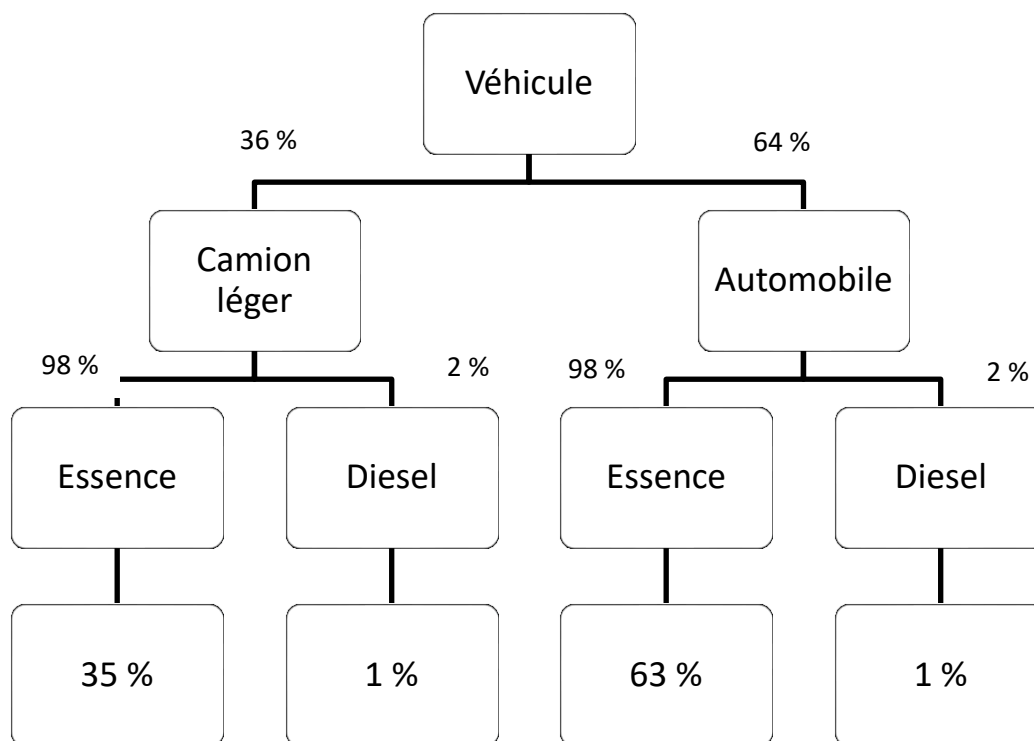 Véhicule
36 %
64 %
Camion
léger
Automobile
98 %
2 %
98 %
2 %
Essence
Diesel
Essence
Diesel
35 %
1 %
63 %
1 %